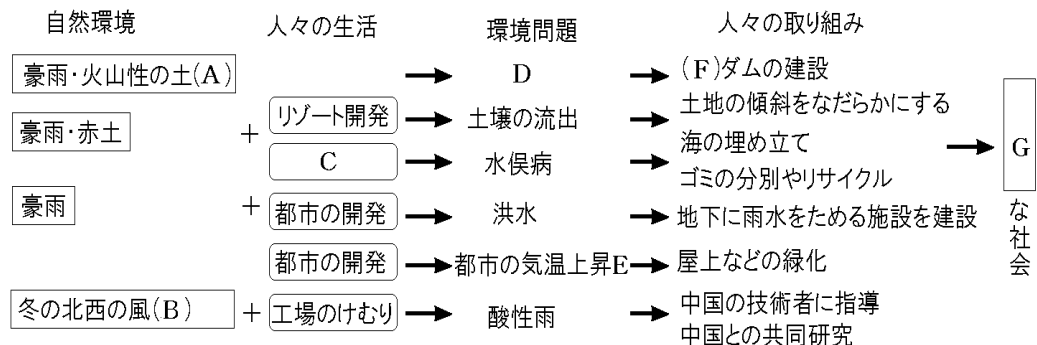 自然環境 人々の生活 環境問題 人々の取り組み
豪雨・火山性の土(A) → D → (F)ダムの建設
豪雨・赤土 + リゾート開発 → 土壌の流出 → 土地の傾斜をなだらかにする
C → 水俣病 → 海の埋め立て
ゴミの分別やリサイクル
→ G
な社会
豪雨 + 都市の開発 → 洪水 → 地下に雨水をためる施設を建設
都市の開発 → 都市の気温上昇E → 屋上などの緑化
冬の北西の風(B) + 工場のけむり → 酸性雨 → 中国の技術者に指導
中国との共同研究